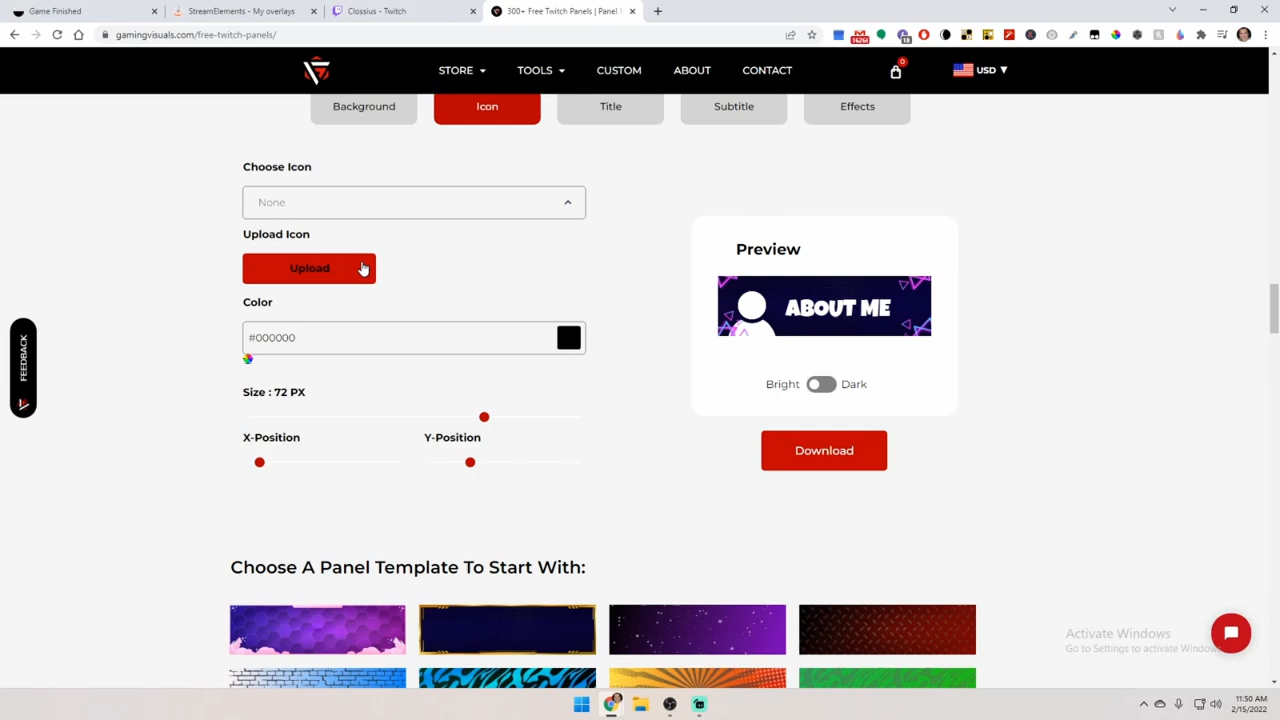 Game Finished
StreamElements - My overlays
Clossius - Twitch
300+ Free Twitch Panels | Panel
gamingvisuals.com/free-twitch-panels/
STORE
TOOLS
CUSTOM
ABOUT
CONTACT
0
USD
Background
Icon
Title
Subtitle
Effects
Choose Icon
None
Upload Icon
Upload
Color
#000000
Size : 72 PX
X-Position
Y-Position
Preview
ABOUT ME
Bright
Dark
Download
FEEDBACK
Choose A Panel Template To Start With:
Activate Windows
Go to Settings to activate Windows
11:50 AM
2/15/2022